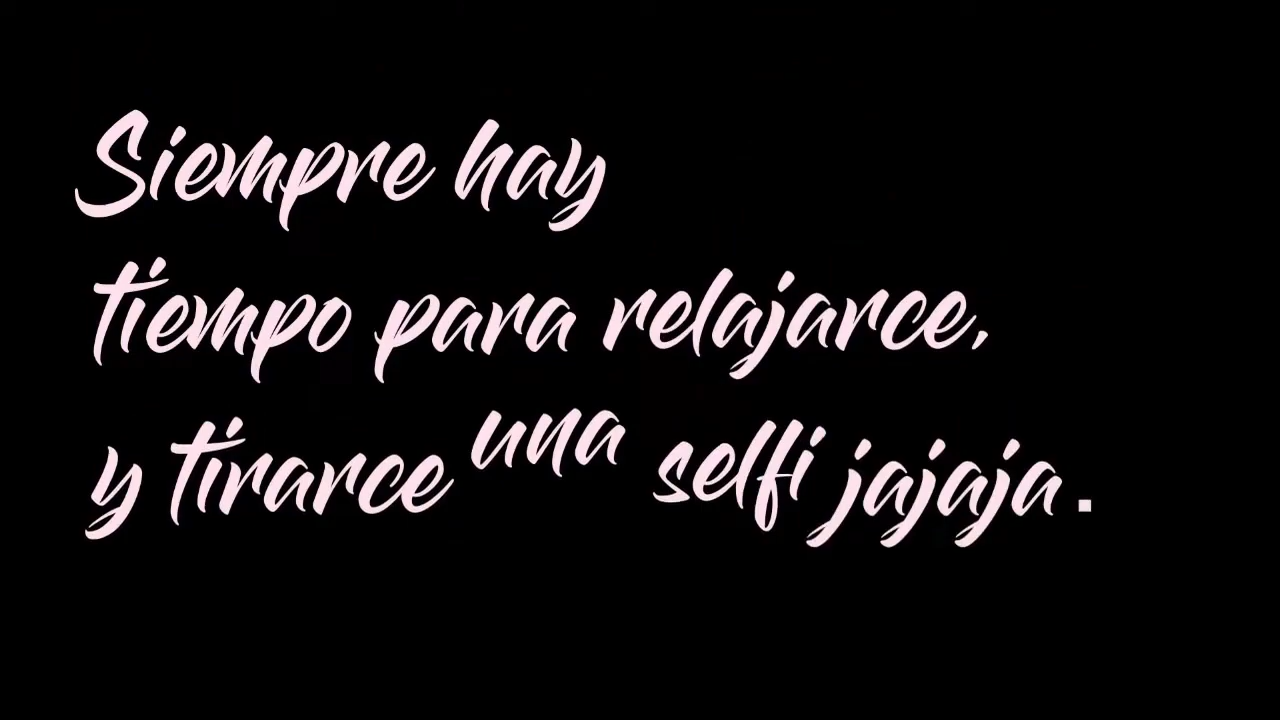 Siempre hay
tiempo para relajarce,
y tirarce una selfi jajaja.